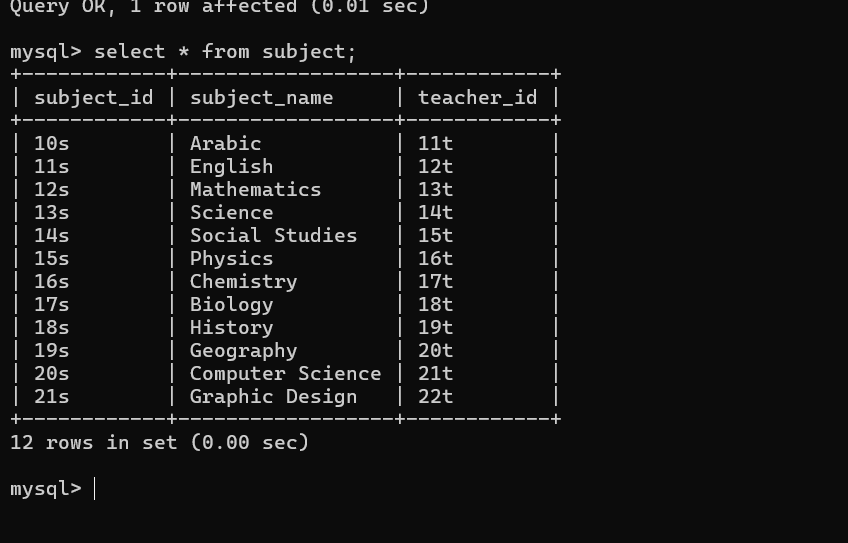 Query OK, 1 row affected (0.01 sec)
mysql> select * from subject;
+------------+------------------+------------+
| subject_id | subject_name     | teacher_id |
+------------+------------------+------------+
| 10s        | Arabic           | 11t        |
| 11s        | English          | 12t        |
| 12s        | Mathematics      | 13t        |
| 13s        | Science          | 14t        |
| 14s        | Social Studies   | 15t        |
| 15s        | Physics          | 16t        |
| 16s        | Chemistry        | 17t        |
| 17s        | Biology          | 18t        |
| 18s        | History          | 19t        |
| 19s        | Geography        | 20t        |
| 20s        | Computer Science | 21t        |
| 21s        | Graphic Design   | 22t        |
+------------+------------------+------------+
12 rows in set (0.00 sec)
mysql>